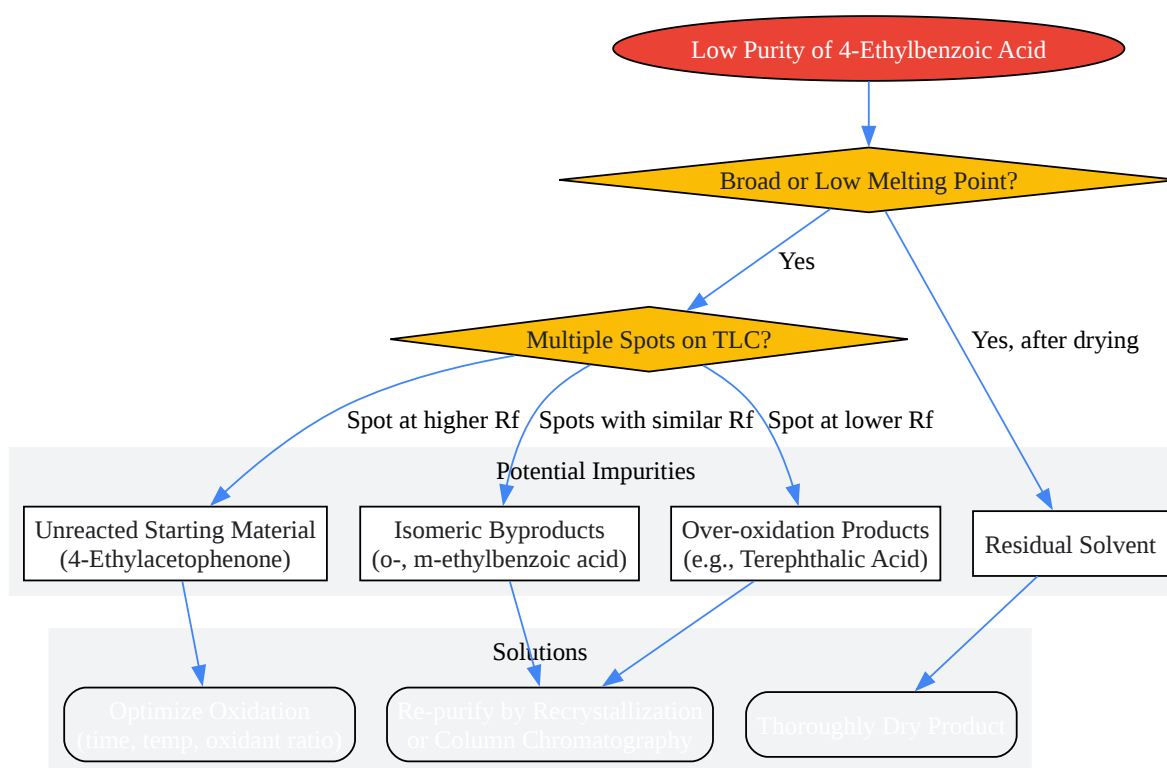 Low Purity of 4-Ethylbenzoic Acid
Broad or Low Melting Point?
Yes
Multiple Spots on TLC?
Yes, after drying
Spot at higher Rf
Spots with similar Rf
Spot at lower Rf
Potential Impurities
Unreacted Starting Material
(4-Ethylacetophenone)
Isomeric Byproducts
(o-, m-ethylbenzoic acid)
Over-oxidation Products
(e.g., Terephthalic Acid)
Residual Solvent
Solutions
Optimize Oxidation
(time, temp, oxidant ratio)
Re-purify by Recrystallization
or Column Chromatography
Thoroughly Dry Product